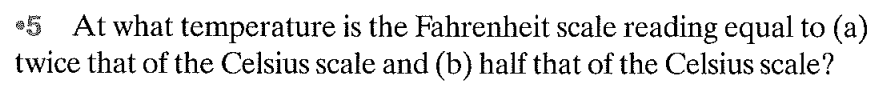 •5 At what temperature is the Fahrenheit scale reading equal to (a)
twice that of the Celsius scale and (b) half that of the Celsius scale?